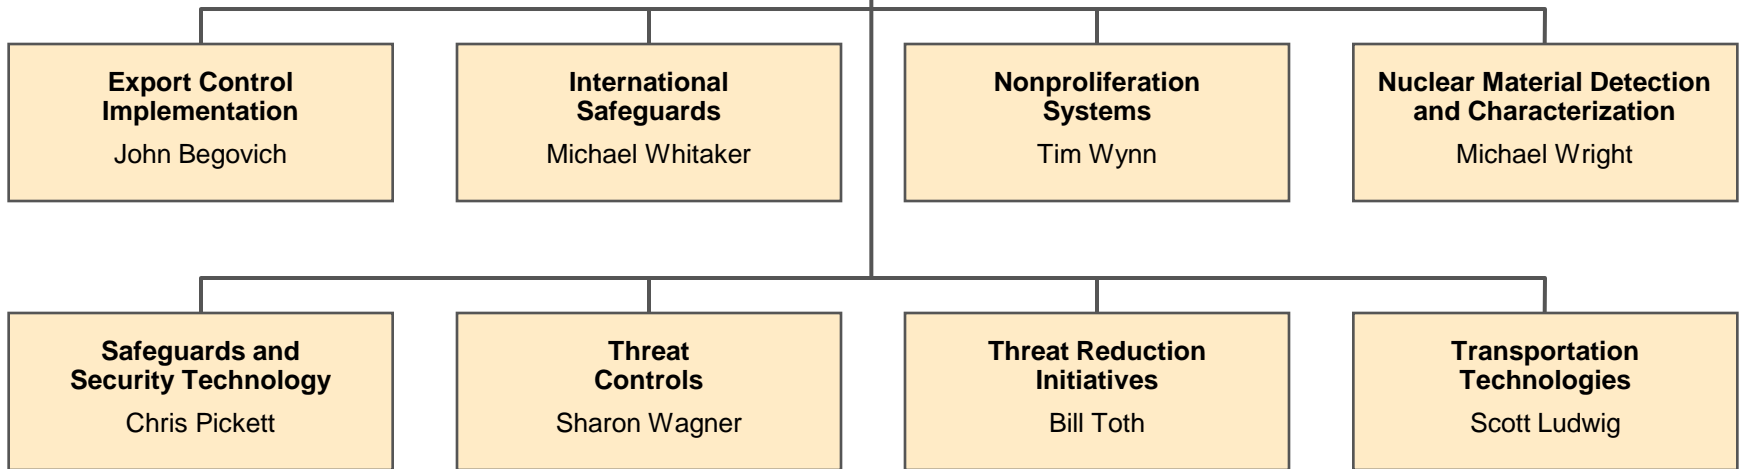 Export Control
Implementation
John Begovich
International
Safeguards
Michael Whitaker
Nonproliferation
Systems
Tim Wynn
Nuclear Material Detection
and Characterization
Michael Wright
Safeguards and
Security Technology
Chris Pickett
Threat
Controls
Sharon Wagner
Threat Reduction
Initiatives
Bill Toth
Transportation
Technologies
Scott Ludwig